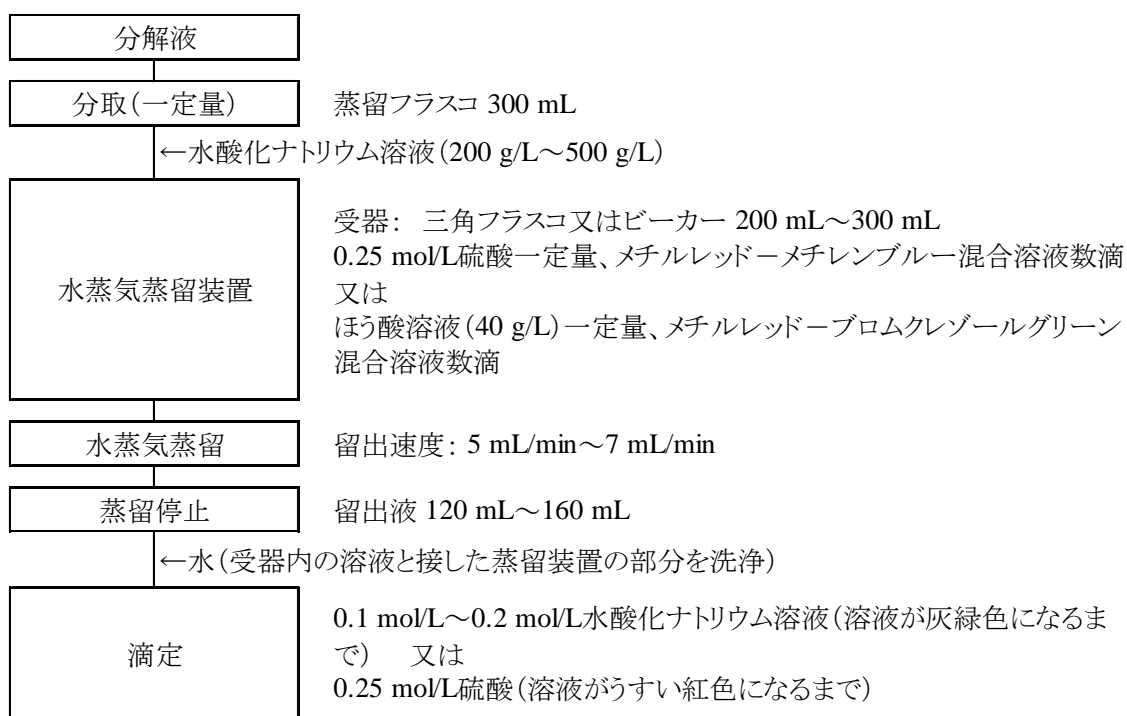 分解液
分取(一定量) 蒸留フラスコ 300 mL
←水酸化ナトリウム溶液(200 g/L~500 g/L)
水蒸気蒸留装置
受器: 三角フラスコ又はビーカー 200 mL~300 mL
0.25 mol/L硫酸一定量、メチルレッド-メチレンブルー混合溶液数滴
又は
ほう酸溶液(40 g/L)一定量、メチルレッド-ブロムクレゾールグリーン
混合溶液数滴
水蒸気蒸留 留出速度: 5 mL/min~7 mL/min
蒸留停止 留出液 120 mL~160 mL
←水(受器内の溶液と接した蒸留装置の部分を洗浄)
滴定
0.1 mol/L~0.2 mol/L水酸化ナトリウム溶液(溶液が灰緑色になるま
で) 又は
0.25 mol/L硫酸(溶液がうすい紅色になるまで)